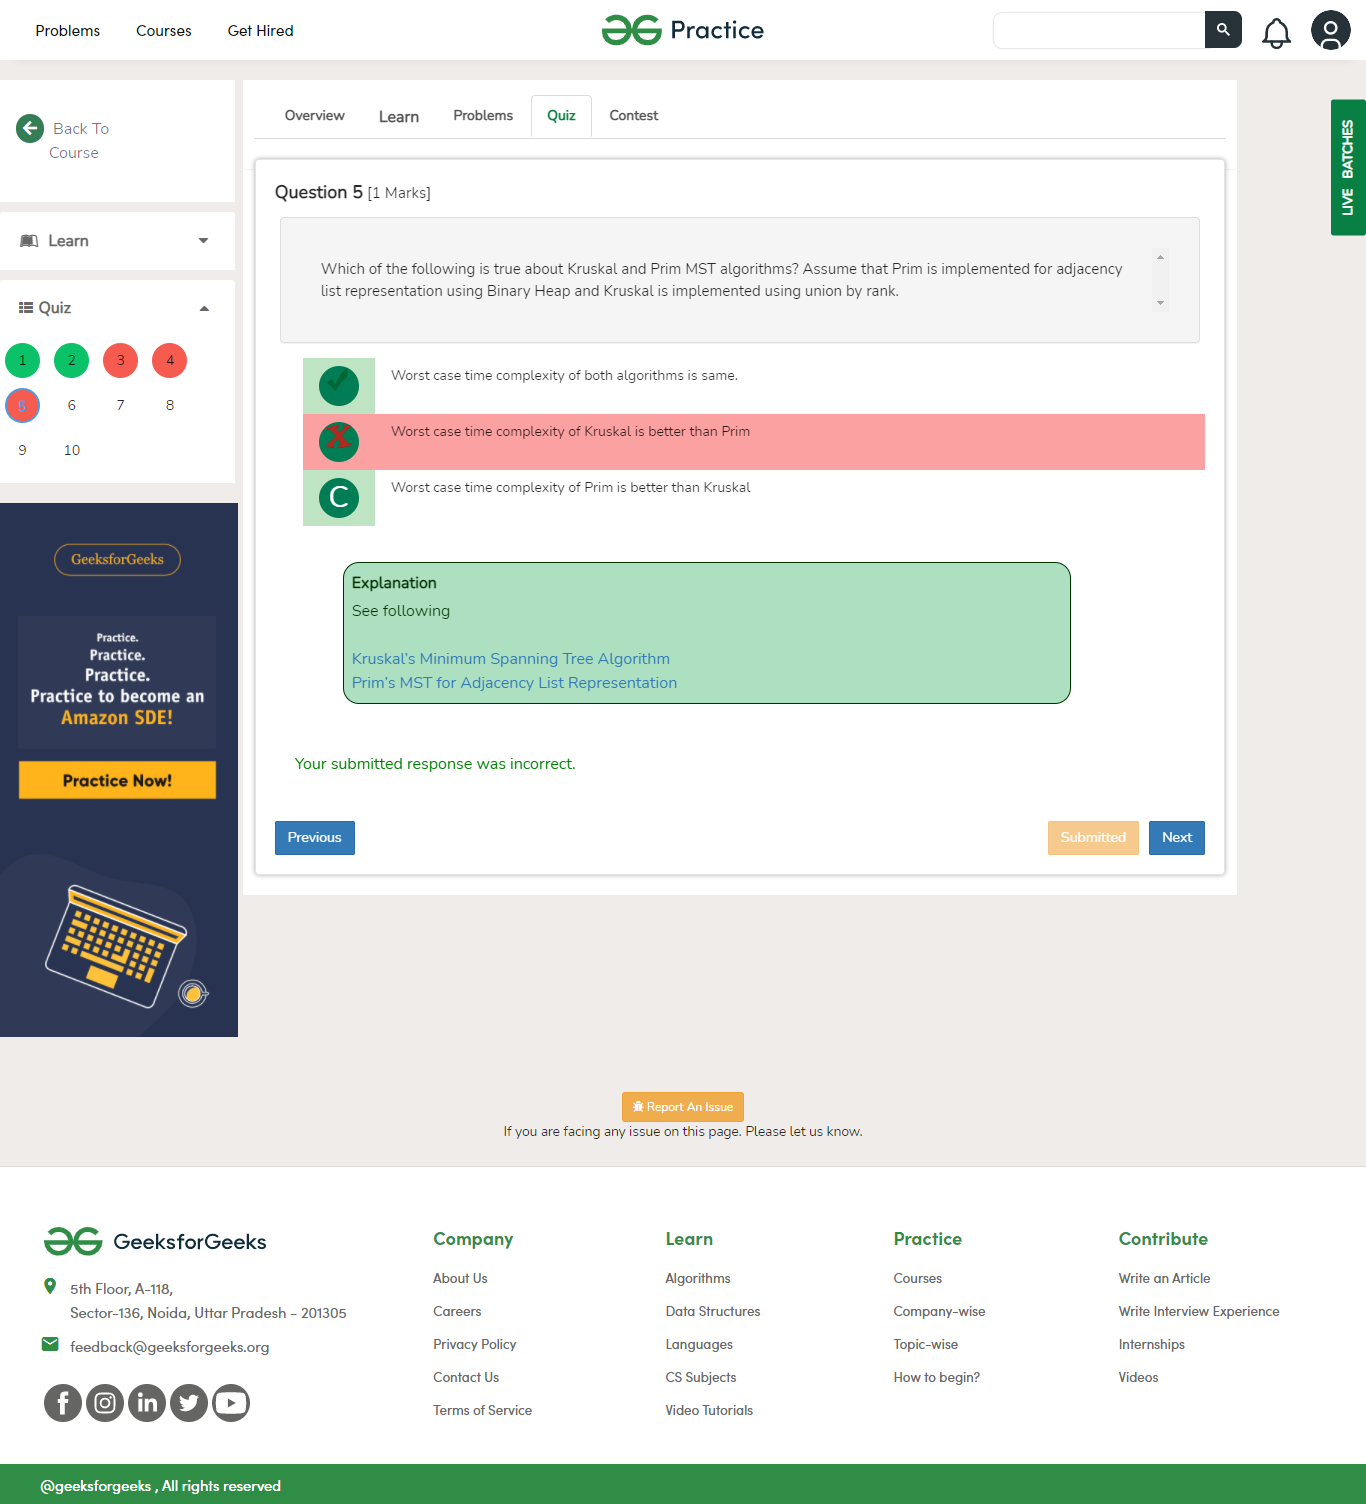 Problems
Courses
Get Hired
Practice
Back To
Course
Learn
Quiz
1
2
3
4
5
6
7
8
9
10
GeeksforGeeks
Practice.
Practice.
Practice.
Practice to become an
Amazon SDE!
Practice Now!
Overview
Learn
Problems
Quiz
Contest
LIVE BATCHES
Question 5 [1 Marks]
Which of the following is true about Kruskal and Prim MST algorithms? Assume that Prim is implemented for adjacency
list representation using Binary Heap and Kruskal is implemented using union by rank.
Worst case time complexity of both algorithms is same.
X Worst case time complexity of Kruskal is better than Prim
C Worst case time complexity of Prim is better than Kruskal
Explanation
See following
Kruskal's Minimum Spanning Tree Algorithm
Prim's MST for Adjacency List Representation
Your submitted response was incorrect.
Previous
Submitted
Next
Report An Issue
If you are facing any issue on this page. Please let us know.
GeeksforGeeks
5th Floor, A-118,
Sector-136, Noida, Uttar Pradesh - 201305
feedback@geeksforgeeks.org
Company
About Us
Careers
Privacy Policy
Contact Us
Terms of Service
Learn
Algorithms
Data Structures
Languages
CS Subjects
Video Tutorials
Practice
Courses
Company-wise
Topic-wise
How to begin?
Contribute
Write an Article
Write Interview Experience
Internships
Videos
@geeksforgeeks , All rights reserved